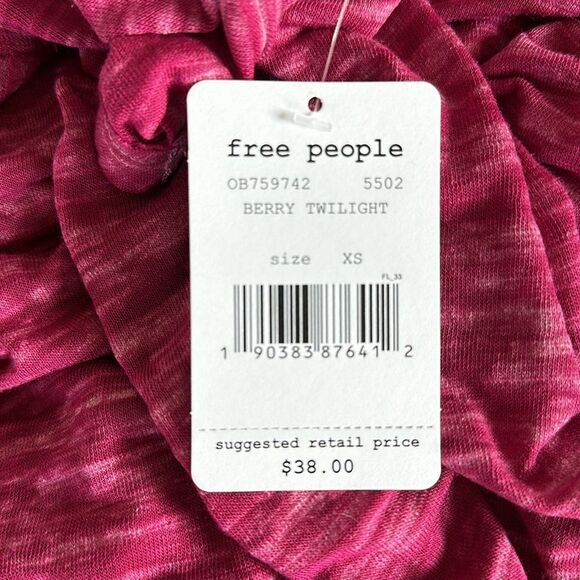 free people
OB759742 5502
BERRY TWILIGHT
size XS
FL_33
1 90383 87641 2
suggested retail price
$38.00